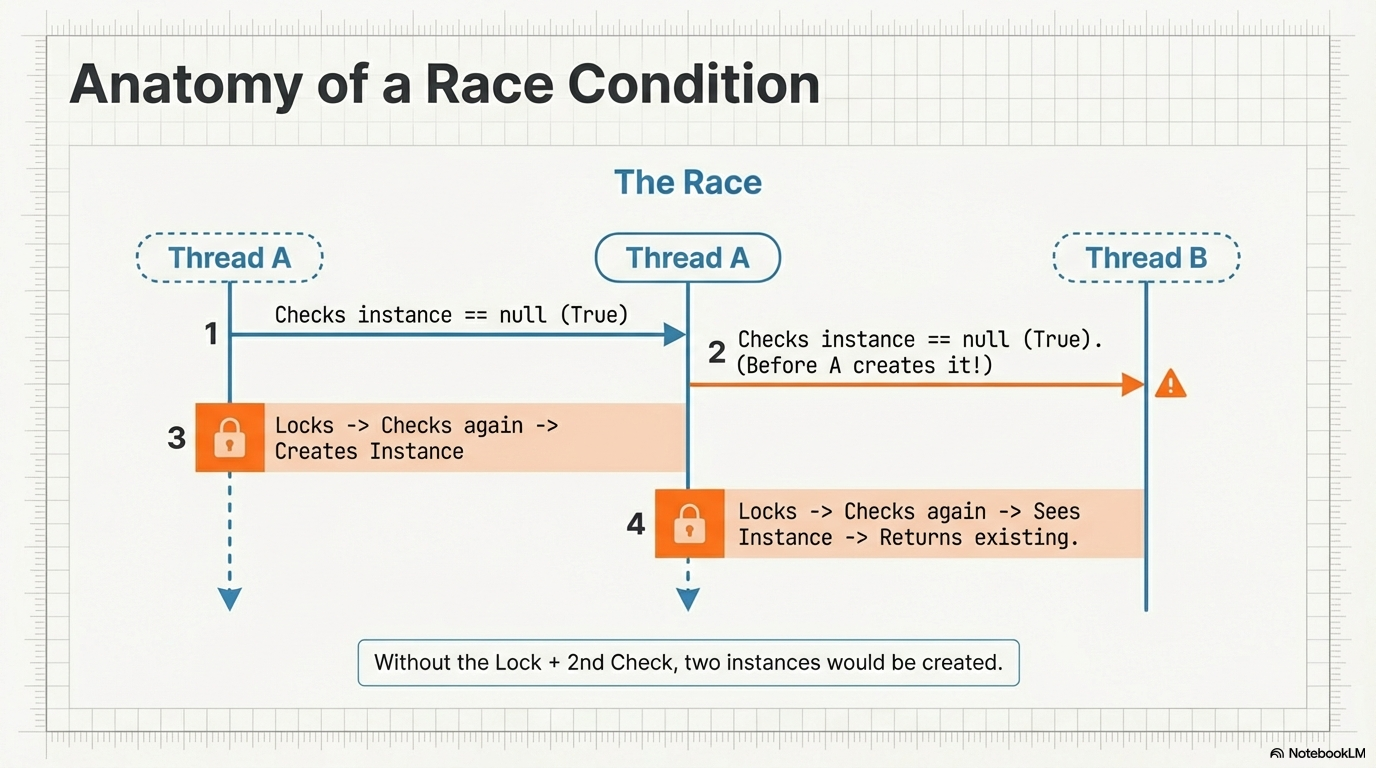 Anatomy of a Race Condition
The Race
Thread A
Thread A
Thread B
1
Checks instance == null (True)
2
Checks instance == null (True).
(Before A creates it!)
3
Locks -> Checks again ->
Creates Instance
4
Locks -> Checks again -> Sees
Instance -> Returns existing.
Without the Lock + 2nd Check, two instances would be created.
NotebookLM